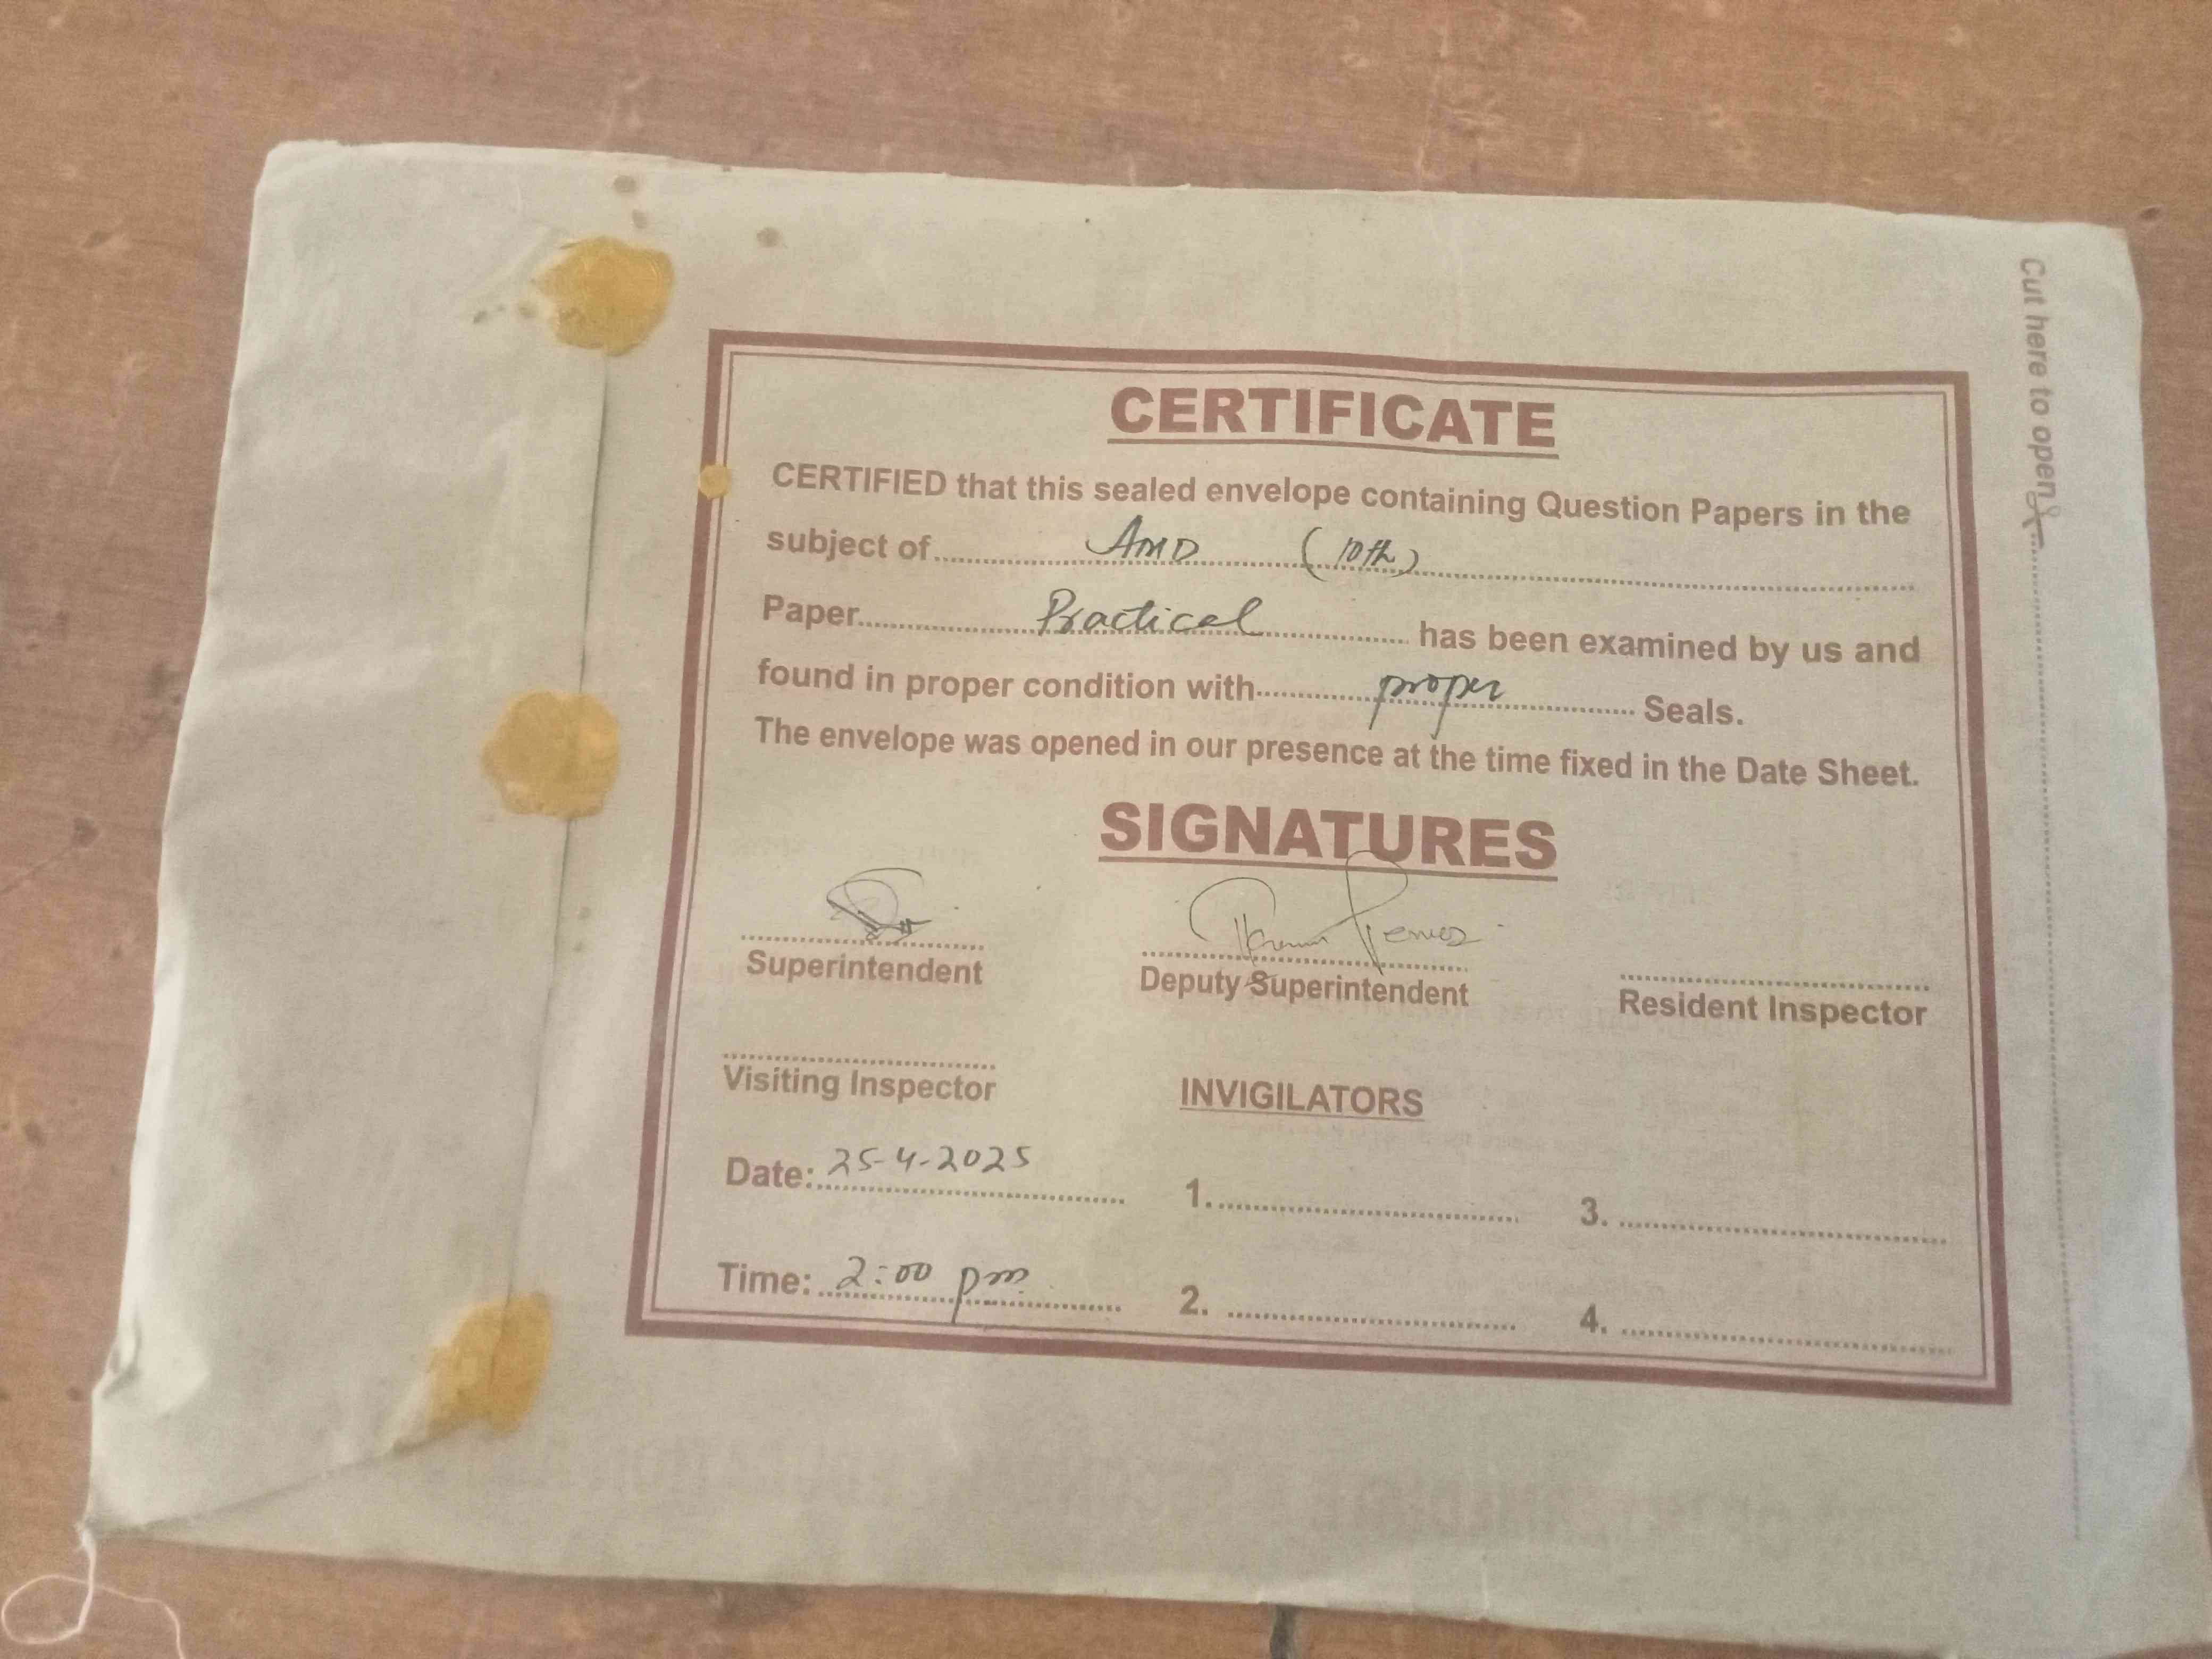 Cut here to open
CERTIFICATE
CERTIFIED that this sealed envelope containing Question Papers in the
subject of.......... AMD (10th)..........
Paper.......... Practical .......... has been examined by us and
found in proper condition with.......... proper .......... Seals.
The envelope was opened in our presence at the time fixed in the Date Sheet.
SIGNATURES
Superintendent Deputy Superintendent Resident Inspector
Visiting Inspector INVIGILATORS
Date: 25-4-2025 1. .......... 3. ..........
Time: 2:00 pm 2. .......... 4. ..........